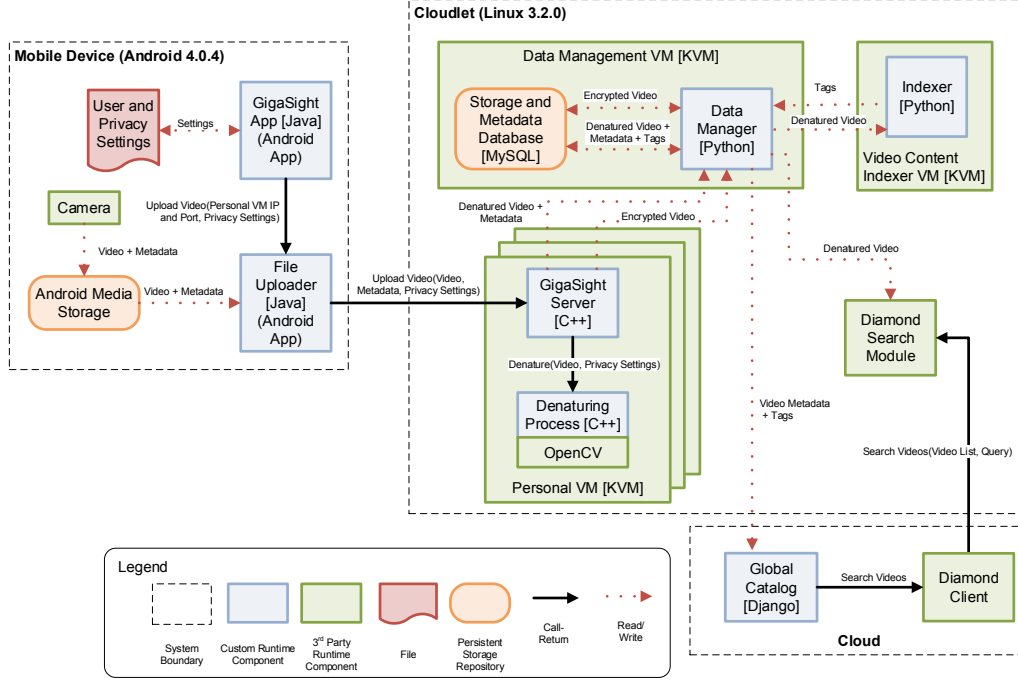 Cloudlet (Linux 3.2.0)
Mobile Device (Android 4.0.4)
User and
Privacy
Settings
Settings
GigaSight
App [Java]
(Android
App)
Camera
Upload Video(Personal VM IP
and Port, Privacy Settings)
Video + Metadata
Android Media
Storage
Video + Metadata
File
Uploader
[Java]
(Android
App)
Upload Video(Video,
Metadata, Privacy Settings)
Data Management VM [KVM]
Storage and
Metadata
Database
[MySQL]
Encrypted Video
Denatured Video +
Metadata + Tags
Data
Manager
[Python]
Tags
Denatured Video
Indexer
[Python]
Video Content
Indexer VM [KVM]
Denatured Video +
Metadata
Encrypted Video
GigaSight
Server
[C++]
Denature(Video, Privacy Settings)
Denaturing
Process [C++]
OpenCV
Personal VM [KVM]
Denatured Video
Diamond
Search
Module
Video Metadata
+ Tags
Search Videos(Video List, Query)
Global
Catalog
[Django]
Search Videos
Diamond
Client
Cloud
Legend
System
Boundary
Custom Runtime
Component
3rd Party
Runtime
Component
File
Persistent
Storage
Repository
Call-
Return
Read/
Write